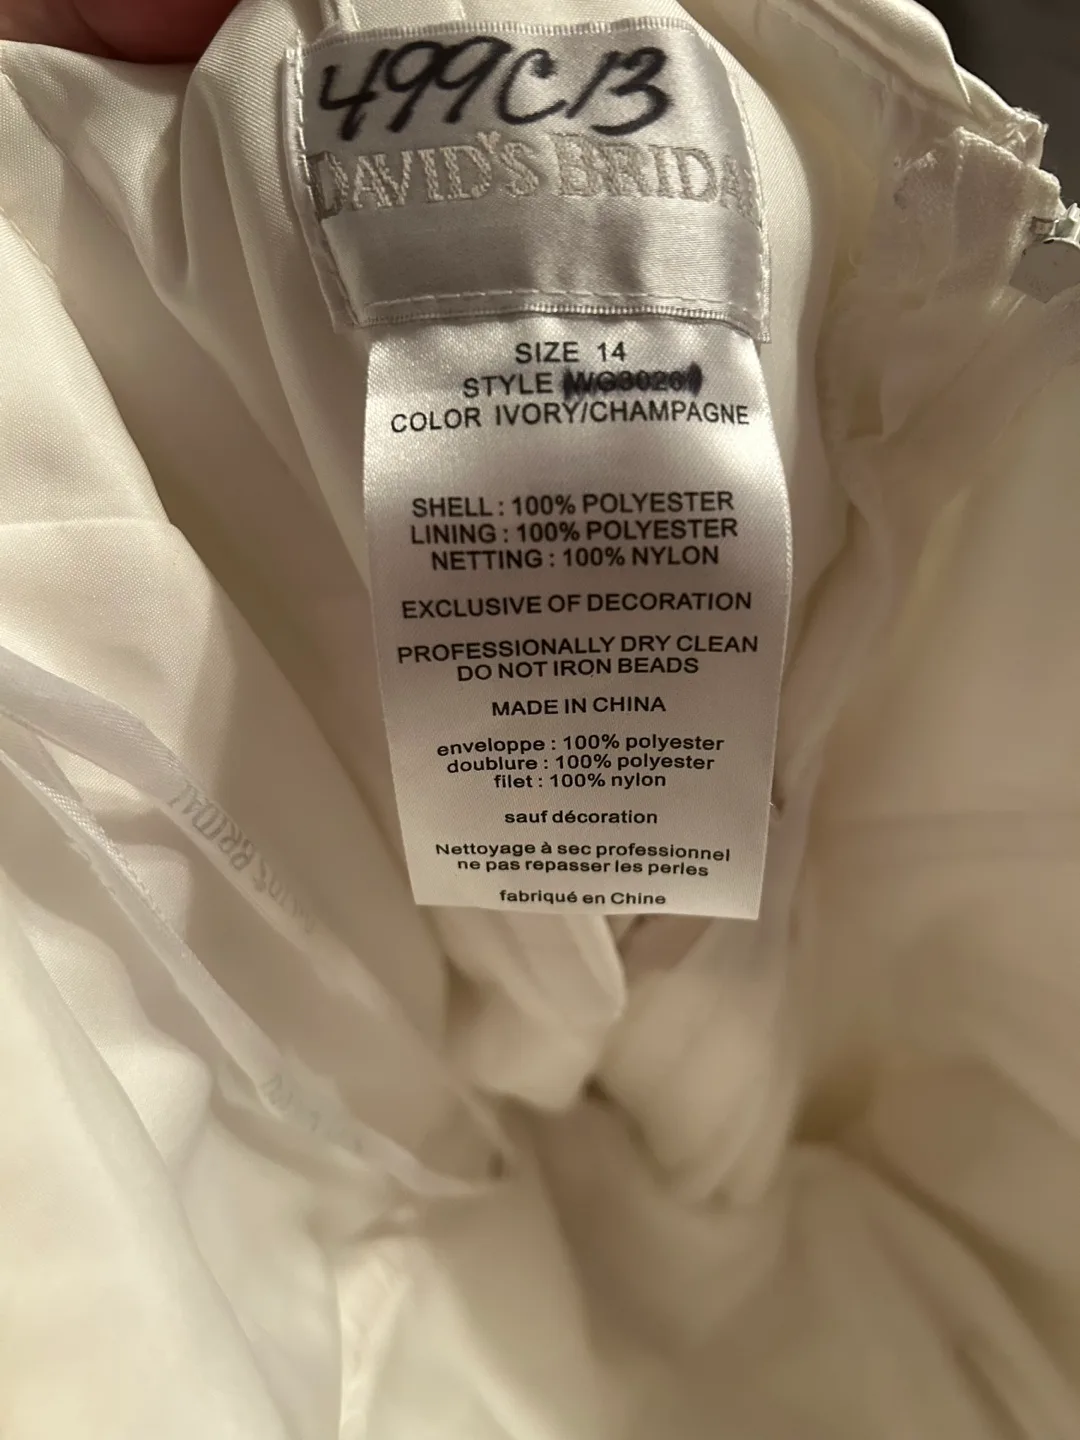 499C13
DAVID'S BRIDA
SIZE 14
STYLE WG3026
COLOR IVORY/CHAMPAGNE
SHELL : 100% POLYESTER
LINING : 100% POLYESTER
NETTING : 100% NYLON
EXCLUSIVE OF DECORATION
PROFESSIONALLY DRY CLEAN
DO NOT IRON BEADS
MADE IN CHINA
enveloppe : 100% polyester
doublure : 100% polyester
filet : 100% nylon
sauf décoration
Nettoyage à sec professionnel
ne pas repasser les perles
fabriqué en Chine